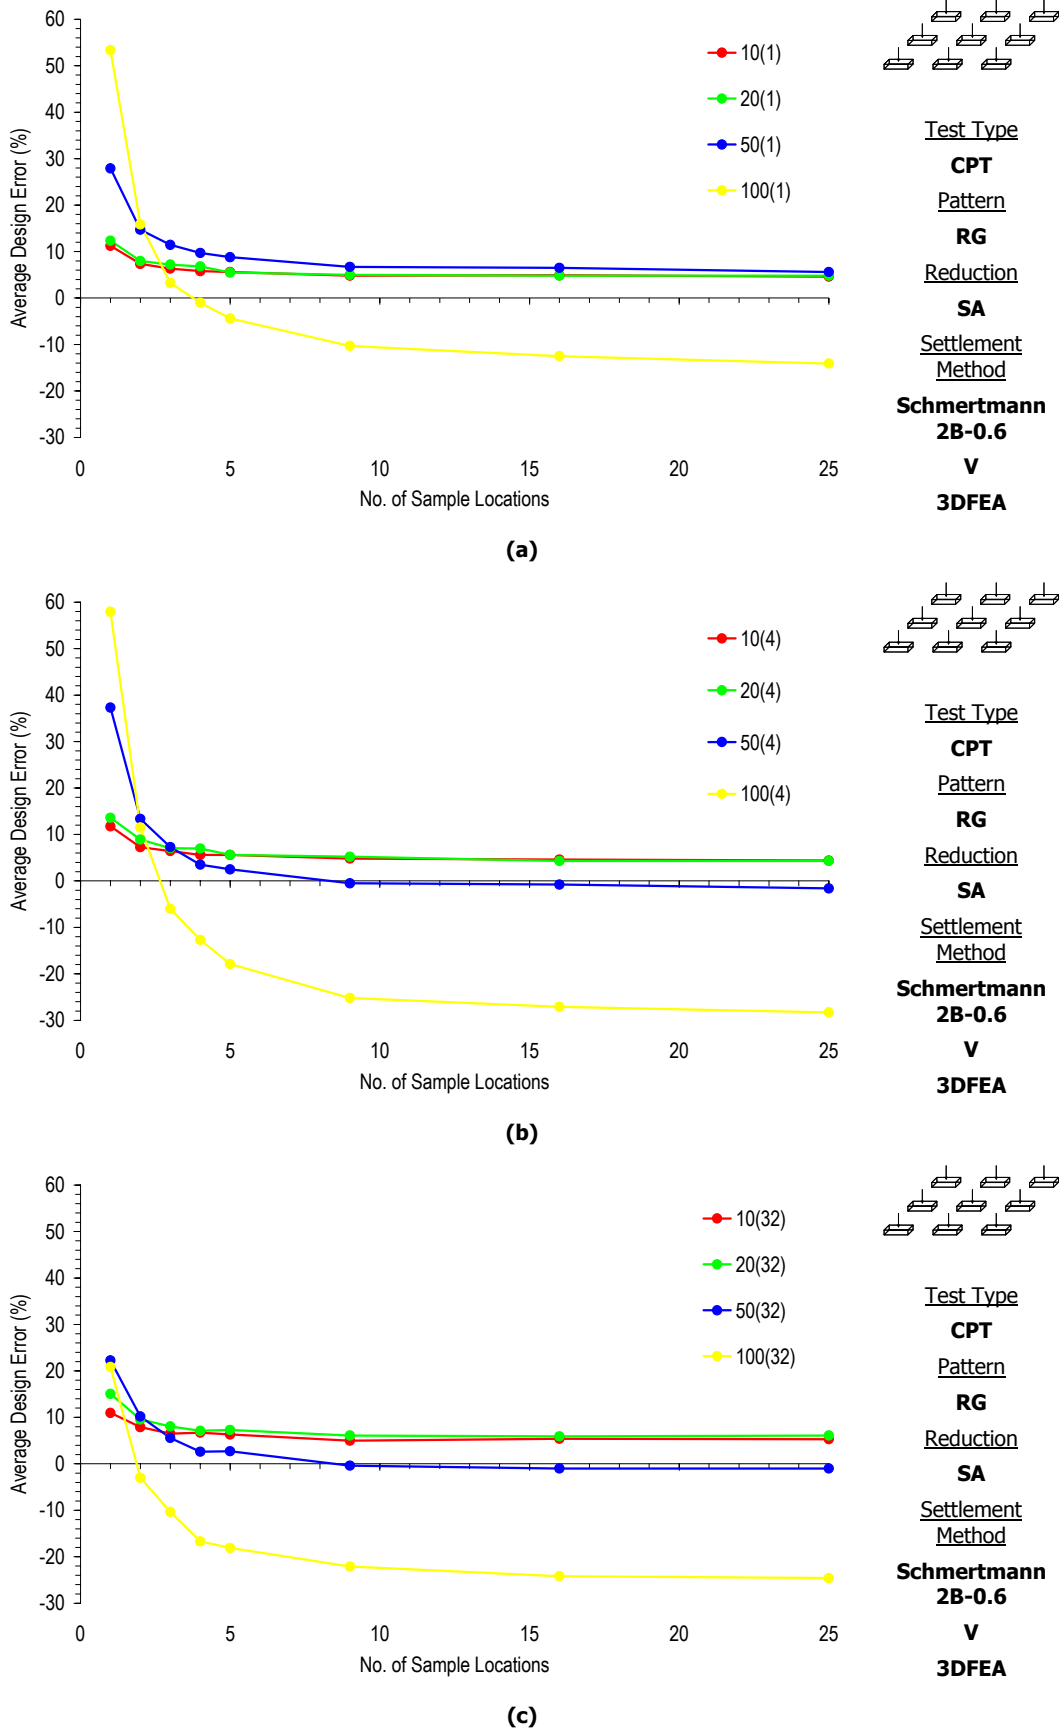 60
50
40
30
20
10
0
-10
-20
-30
0 5 10 15 20 25
Average Design Error (%)
No. of Sample Locations
10(1)
20(1)
50(1)
100(1)
Test Type
CPT
Pattern
RG
Reduction
SA
Settlement
Method
Schmertmann
2B-0.6
V
3DFEA
(a)
60
50
40
30
20
10
0
-10
-20
-30
0 5 10 15 20 25
Average Design Error (%)
No. of Sample Locations
10(4)
20(4)
50(4)
100(4)
Test Type
CPT
Pattern
RG
Reduction
SA
Settlement
Method
Schmertmann
2B-0.6
V
3DFEA
(b)
60
50
40
30
20
10
0
-10
-20
-30
0 5 10 15 20 25
Average Design Error (%)
No. of Sample Locations
10(32)
20(32)
50(32)
100(32)
Test Type
CPT
Pattern
RG
Reduction
SA
Settlement
Method
Schmertmann
2B-0.6
V
3DFEA
(c)